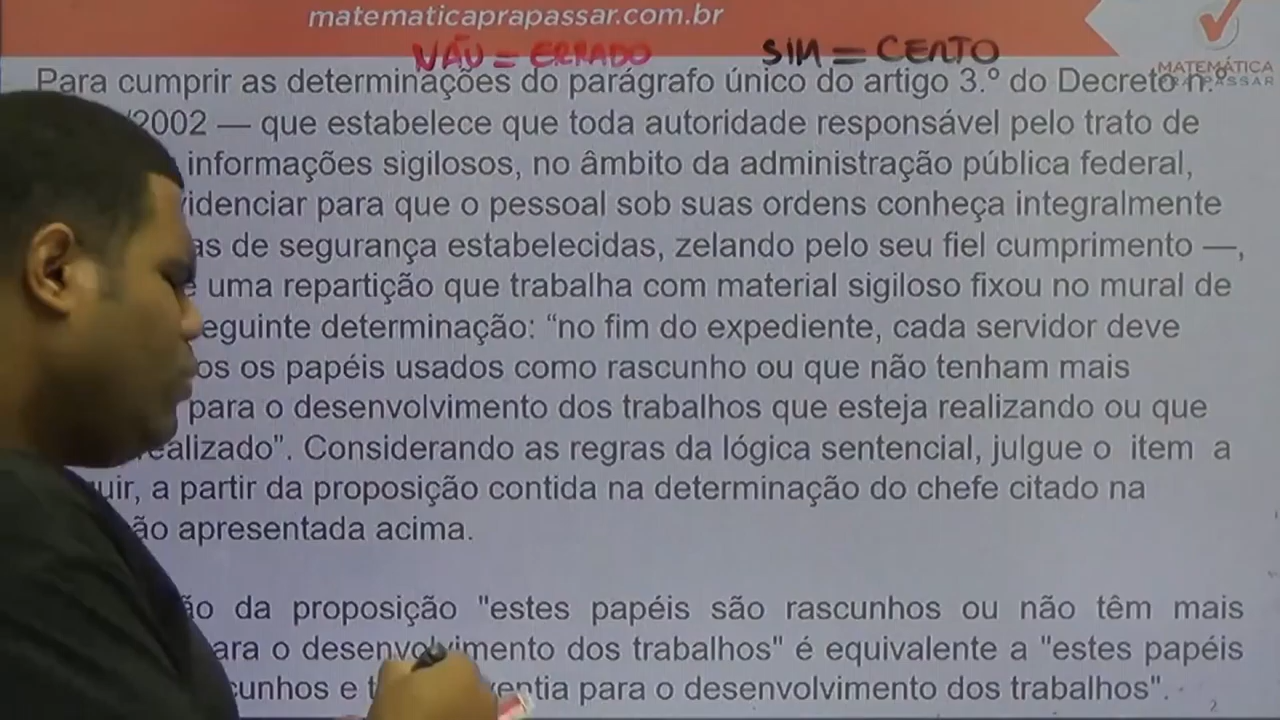 matematicaprapassar.com.br
NÃO = ERRADO SIM = CERTO
MATEMÁTICA
PRAPASSAR
Para cumprir as determinações do parágrafo único do artigo 3.º do Decreto n.º
/2002 — que estabelece que toda autoridade responsável pelo trato de
informações sigilosos, no âmbito da administração pública federal,
para que o pessoal sob suas ordens conheça integralmente
as de segurança estabelecidas, zelando pelo seu fiel cumprimento —,
uma repartição que trabalha com material sigiloso fixou no mural de
eguinte determinação: “no fim do expediente, cada servidor deve
os os papéis usados como rascunho ou que não tenham mais
para o desenvolvimento dos trabalhos que esteja realizando ou que
ealizado". Considerando as regras da lógica sentencial, julgue o item a
uir, a partir da proposição contida na determinação do chefe citado na
ão apresentada acima.
ão da proposição "estes papéis são rascunhos ou não têm mais
ara o desenvolvimento dos trabalhos" é equivalente a "estes papéis
cunhos e entia para o desenvolvimento dos trabalhos".
2